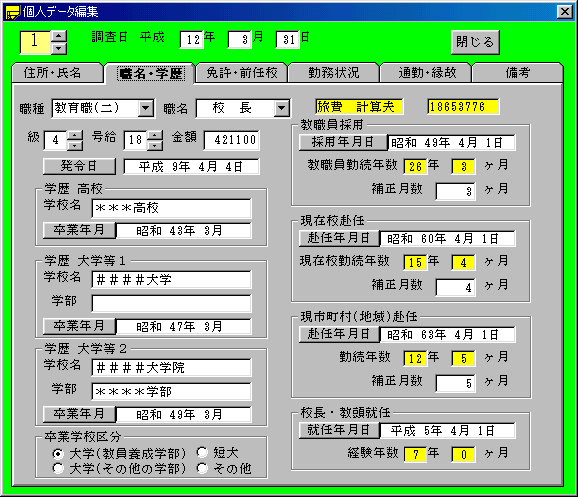 個人データ編集
1 調査日 平成 12年 3月 31日 閉じる
住所・氏名 職名・学歴 免許・前任校 勤務状況 通勤・縁故 備考
職種 教育職(二) 職名 校 長 旅費 計算夫 18653776
級 4 号給 18 金額 421100
発令日 平成 9年 4月 4日
学歴 高校
学校名 ***高校
卒業年月 昭和 43年 3月
学歴 大学等1
学校名 ####大学
学部
卒業年月 昭和 47年 3月
学歴 大学等2
学校名 ####大学院
学部 ****学部
卒業年月 昭和 49年 3月
卒業学校区分
大学(教員養成学部) 短大
大学(その他の学部) その他
教職員採用
採用年月日 昭和 49年 4月 1日
教職員勤続年数 26年 3ヶ月
補正月数 3ヶ月
現在校赴任
赴任年月日 昭和 60年 4月 1日
現在校勤続年数 15年 4ヶ月
補正月数 4ヶ月
現市町村(地域)赴任
赴任年月日 昭和 63年 4月 1日
勤続年数 12年 5ヶ月
補正月数 5ヶ月
校長・教頭就任
就任年月日 平成 5年 4月 1日
経験年数 7年 0ヶ月